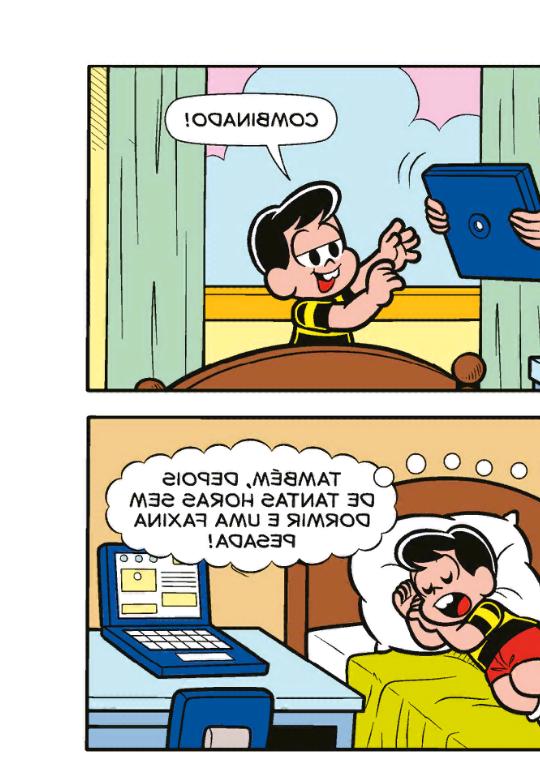 COMBINADO!
TAMBÉM, DEPOIS
DE TANTAS HORAS SEM
DORMIR E UMA FAXINA
PESADA!